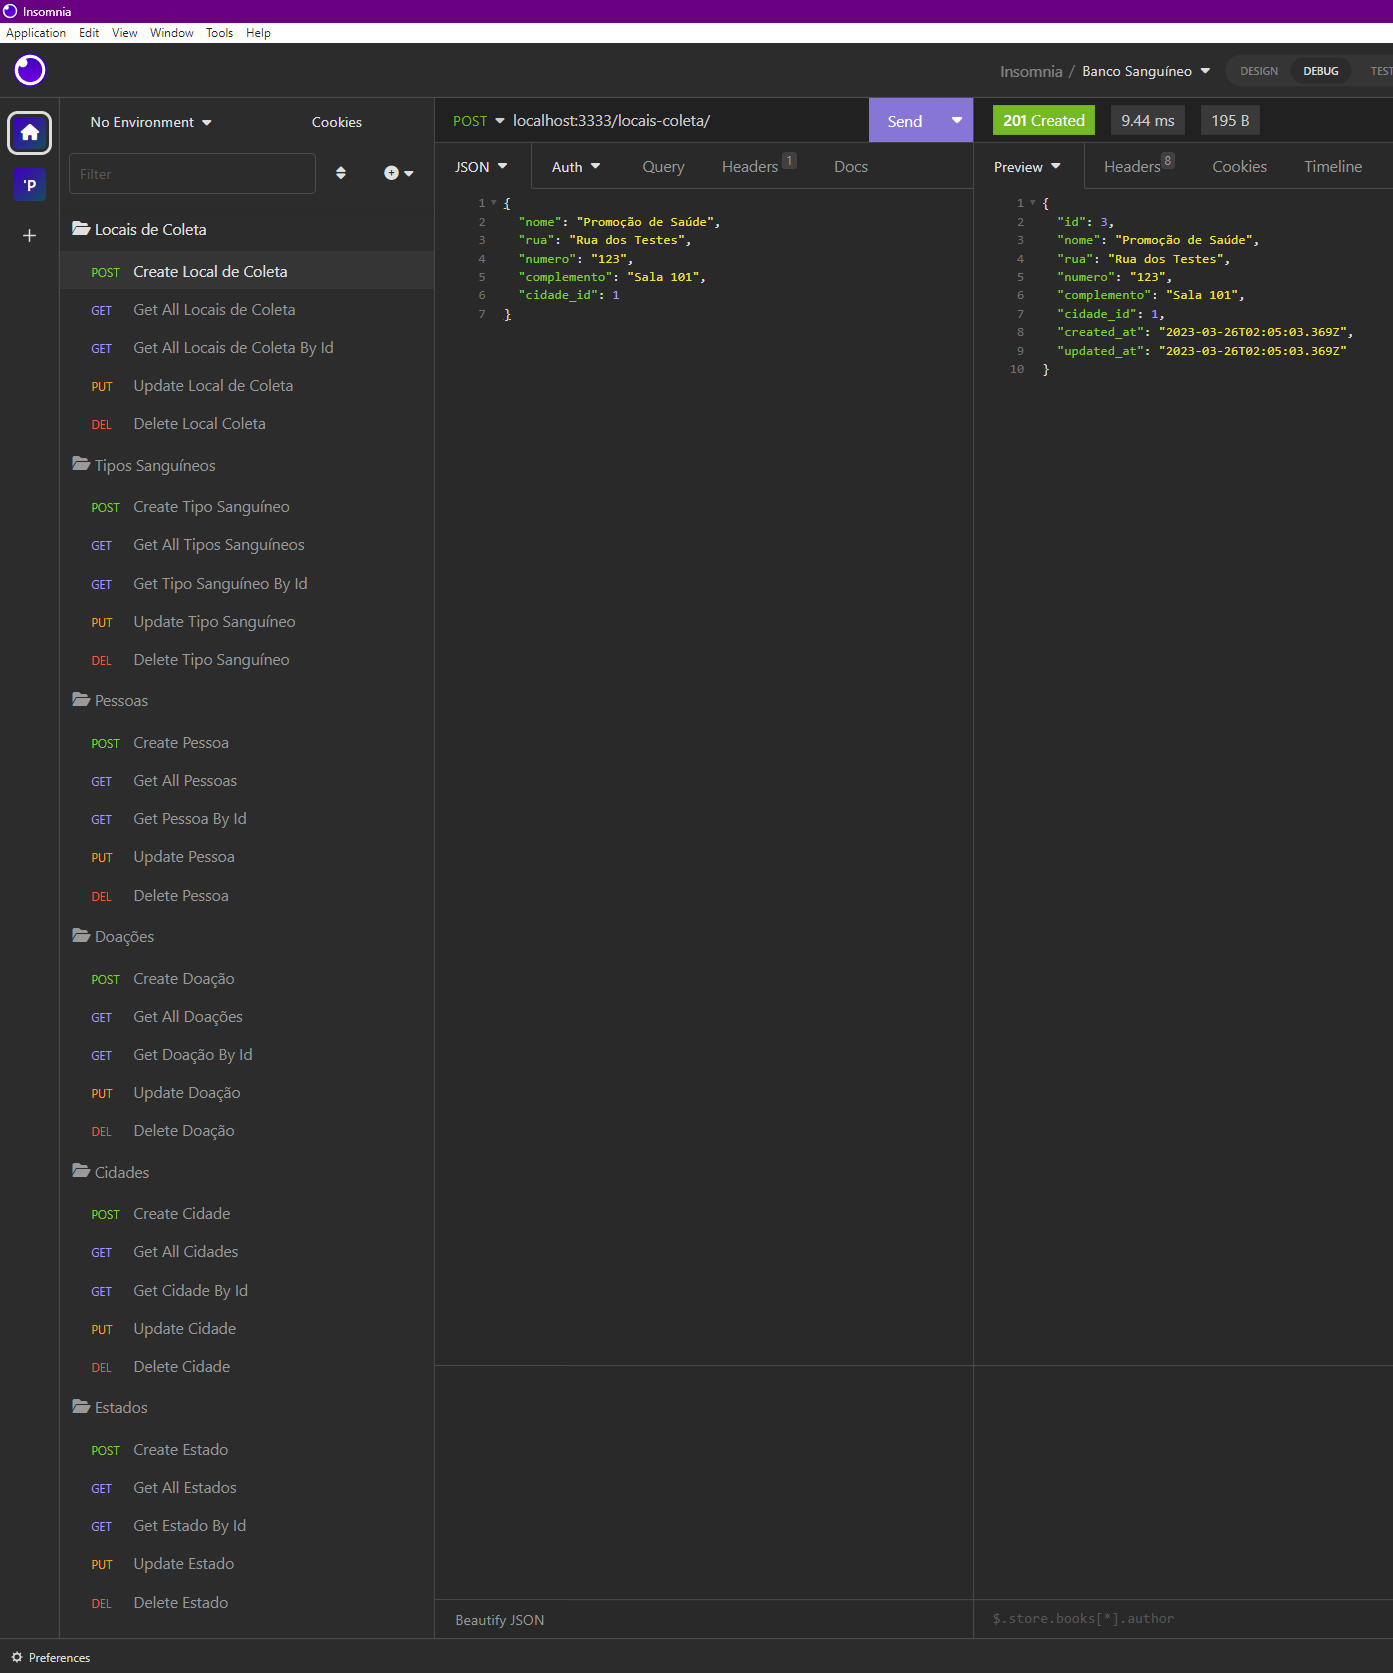 Insomnia
Application Edit View Window Tools Help
Insomnia / Banco Sanguíneo DESIGN DEBUG TEST
'P
No Environment Cookies
Filter
Locais de Coleta
POST Create Local de Coleta
GET Get All Locais de Coleta
GET Get All Locais de Coleta By Id
PUT Update Local de Coleta
DEL Delete Local Coleta
Tipos Sanguíneos
POST Create Tipo Sanguíneo
GET Get All Tipos Sanguíneos
GET Get Tipo Sanguíneo By Id
PUT Update Tipo Sanguíneo
DEL Delete Tipo Sanguíneo
Pessoas
POST Create Pessoa
GET Get All Pessoas
GET Get Pessoa By Id
PUT Update Pessoa
DEL Delete Pessoa
Doações
POST Create Doação
GET Get All Doações
GET Get Doação By Id
PUT Update Doação
DEL Delete Doação
Cidades
POST Create Cidade
GET Get All Cidades
GET Get Cidade By Id
PUT Update Cidade
DEL Delete Cidade
Estados
POST Create Estado
GET Get All Estados
GET Get Estado By Id
PUT Update Estado
DEL Delete Estado
POST localhost:3333/locais-coleta/ Send
JSON Auth Query Headers 1 Docs
1 {
2 "nome": "Promoção de Saúde",
3 "rua": "Rua dos Testes",
4 "numero": "123",
5 "complemento": "Sala 101",
6 "cidade_id": 1
7 }
Beautify JSON
201 Created 9.44 ms 195 B
Preview Headers 8 Cookies Timeline
1 {
2 "id": 3,
3 "nome": "Promoção de Saúde",
4 "rua": "Rua dos Testes",
5 "numero": "123",
6 "complemento": "Sala 101",
7 "cidade_id": 1,
8 "created_at": "2023-03-26T02:05:03.369Z",
9 "updated_at": "2023-03-26T02:05:03.369Z"
10 }
$.store.books[*].author
Preferences